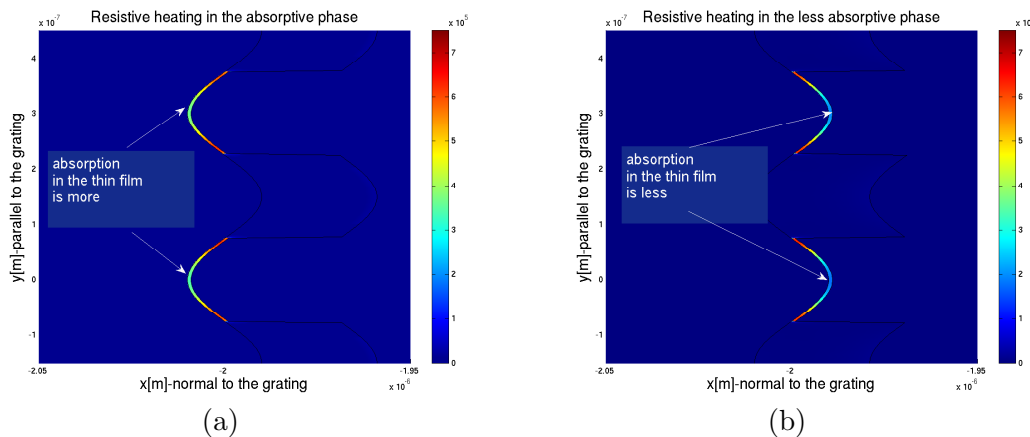 Resistive heating in the absorptive phase
x 10⁻⁷
x 10⁵
4
3
2
1
0
-1
y[m]-parallel to the grating
absorption
in the thin film
is more
7
6
5
4
3
2
1
0
-2.05
-2
-1.95
x[m]-normal to the grating
x 10⁻⁶
(a)
Resistive heating in the less absorptive phase
x 10⁻⁷
x 10
4
3
2
1
0
-1
y[m]-parallel to the grating
absorption
in the thin film
is less
7
6
5
4
3
2
1
0
-2.05
-2
-1.95
x[m]-normal to the grating
x 10⁻⁶
(b)